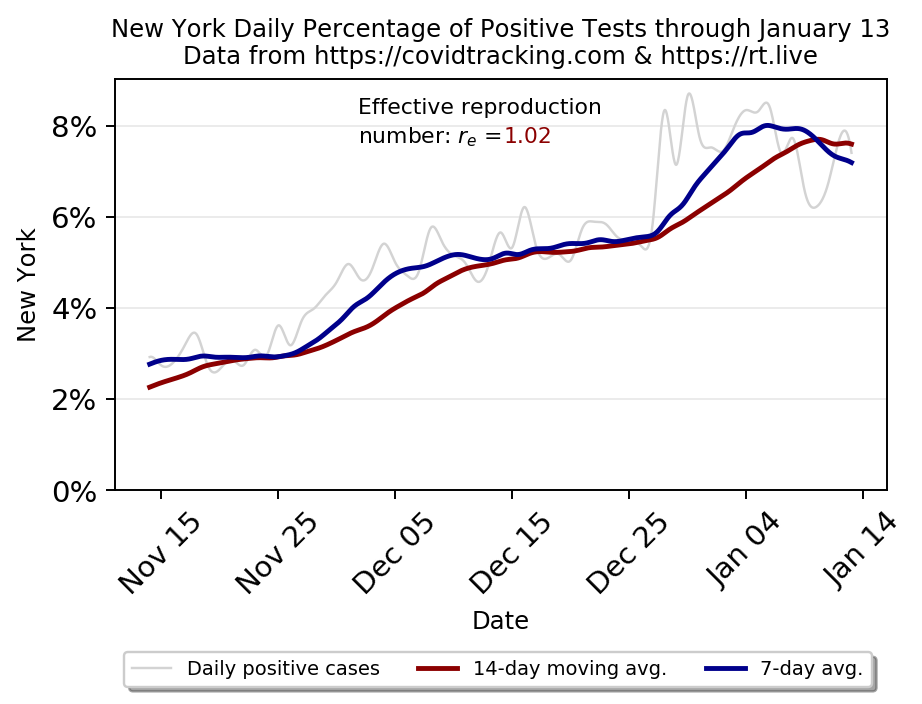 New York Daily Percentage of Positive Tests through January 13
Data from https://covidtracking.com & https://rt.live
Effective reproduction
number: rₑ =1.02
New York
8%
6%
4%
2%
0%
Nov 15
Nov 25
Dec 05
Dec 15
Dec 25
Jan 04
Jan 14
Date
Daily positive cases
14-day moving avg.
7-day avg.